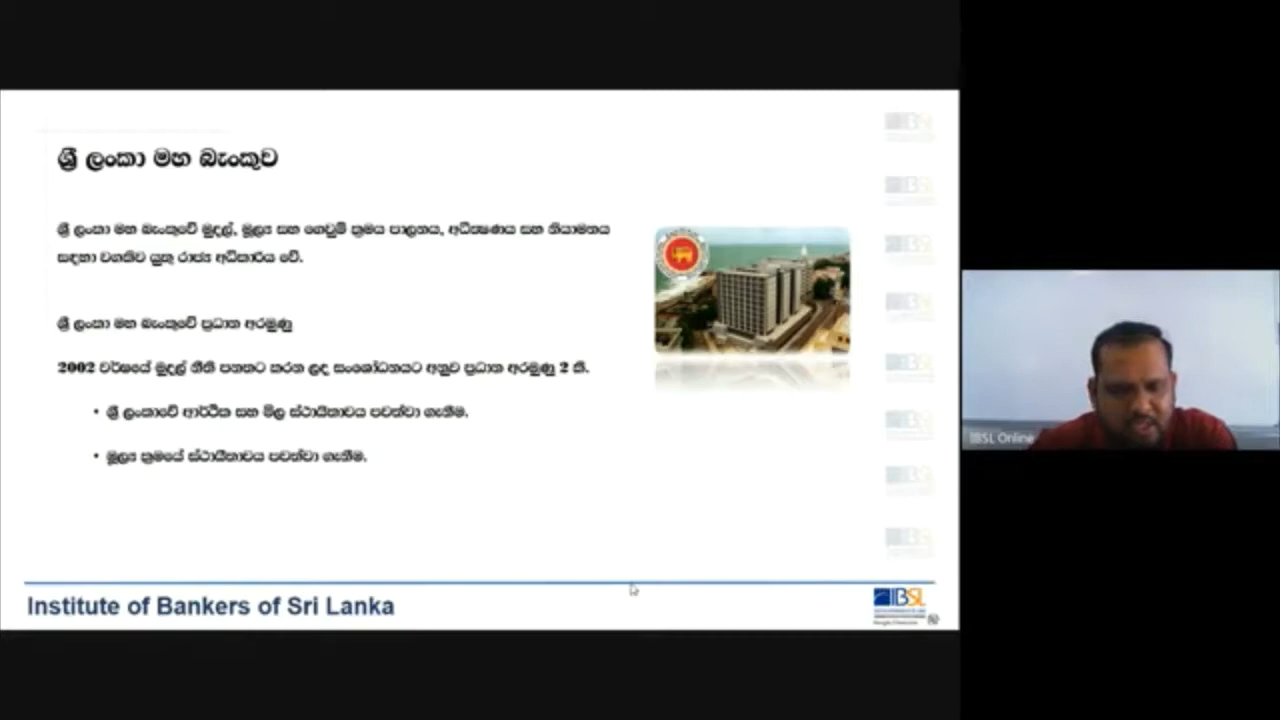 ශ්‍රී ලංකා මහ බැංකුව
ශ්‍රී ලංකා මහ බැංකුවේ මුදල්, මූල්‍ය සහ ගෙවුම් ක්‍රමය පාලනය, අධීක්ෂණය සහ නියාමනය
සඳහා වගකිව යුතු රාජ්‍ය අධිකාරිය වේ.
ශ්‍රී ලංකා මහ බැංකුවේ ප්‍රධාන අරමුණු
2002 වර්ෂයේ මුදල් නීති පනතට කරන ලද සංශෝධනයට අනුව ප්‍රධාන අරමුණු 2 කි.
• ශ්‍රී ලංකාවේ ආර්ථික සහ මිල ස්ථායීතාවය පවත්වා ගැනීම.
• මූල්‍ය ක්‍රමයේ ස්ථායීතාවය පවත්වා ගැනීම.
Institute of Bankers of Sri Lanka
IBSL
IBSL Online